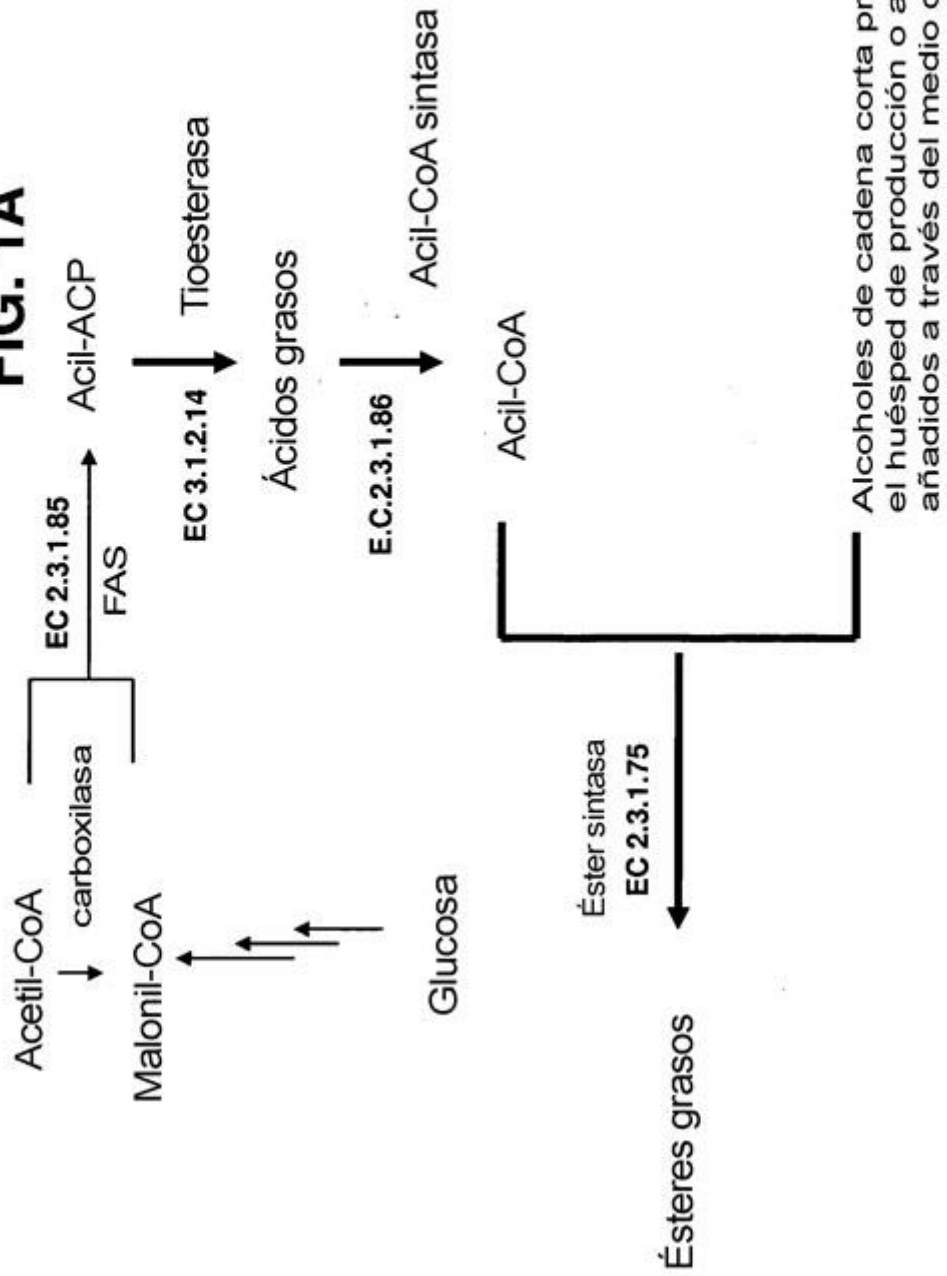 FIG. 1A
Acetil-CoA
carboxilasa
Malonil-CoA
EC 2.3.1.85
FAS
Acil-ACP
EC 3.1.2.14
Tioesterasa
Ácidos grasos
E.C.2.3.1.86
Acil-CoA sintasa
Glucosa
Acil-CoA
Éster sintasa
EC 2.3.1.75
Ésteres grasos
Alcoholes de cadena corta
el huésped de producción o
añadidos a través del medio